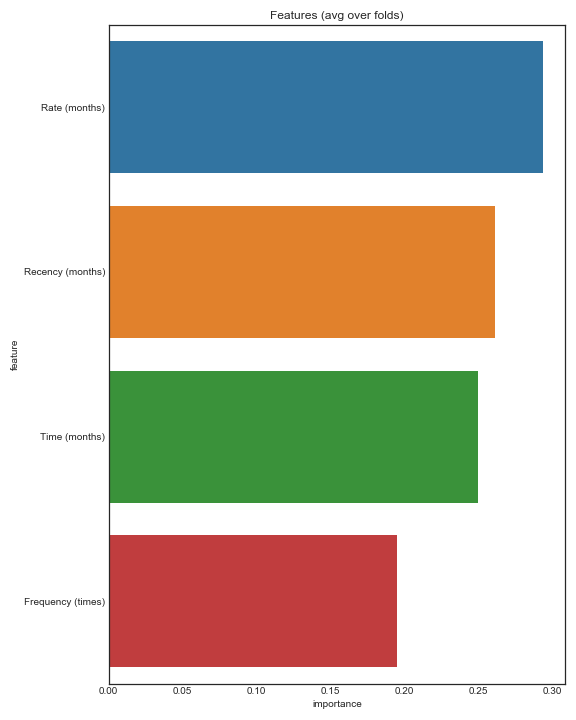 Features (avg over folds)
Rate (months)
Recency (months)
feature
Time (months)
Frequency (times)
0.00 0.05 0.10 0.15 0.20 0.25 0.30
importance